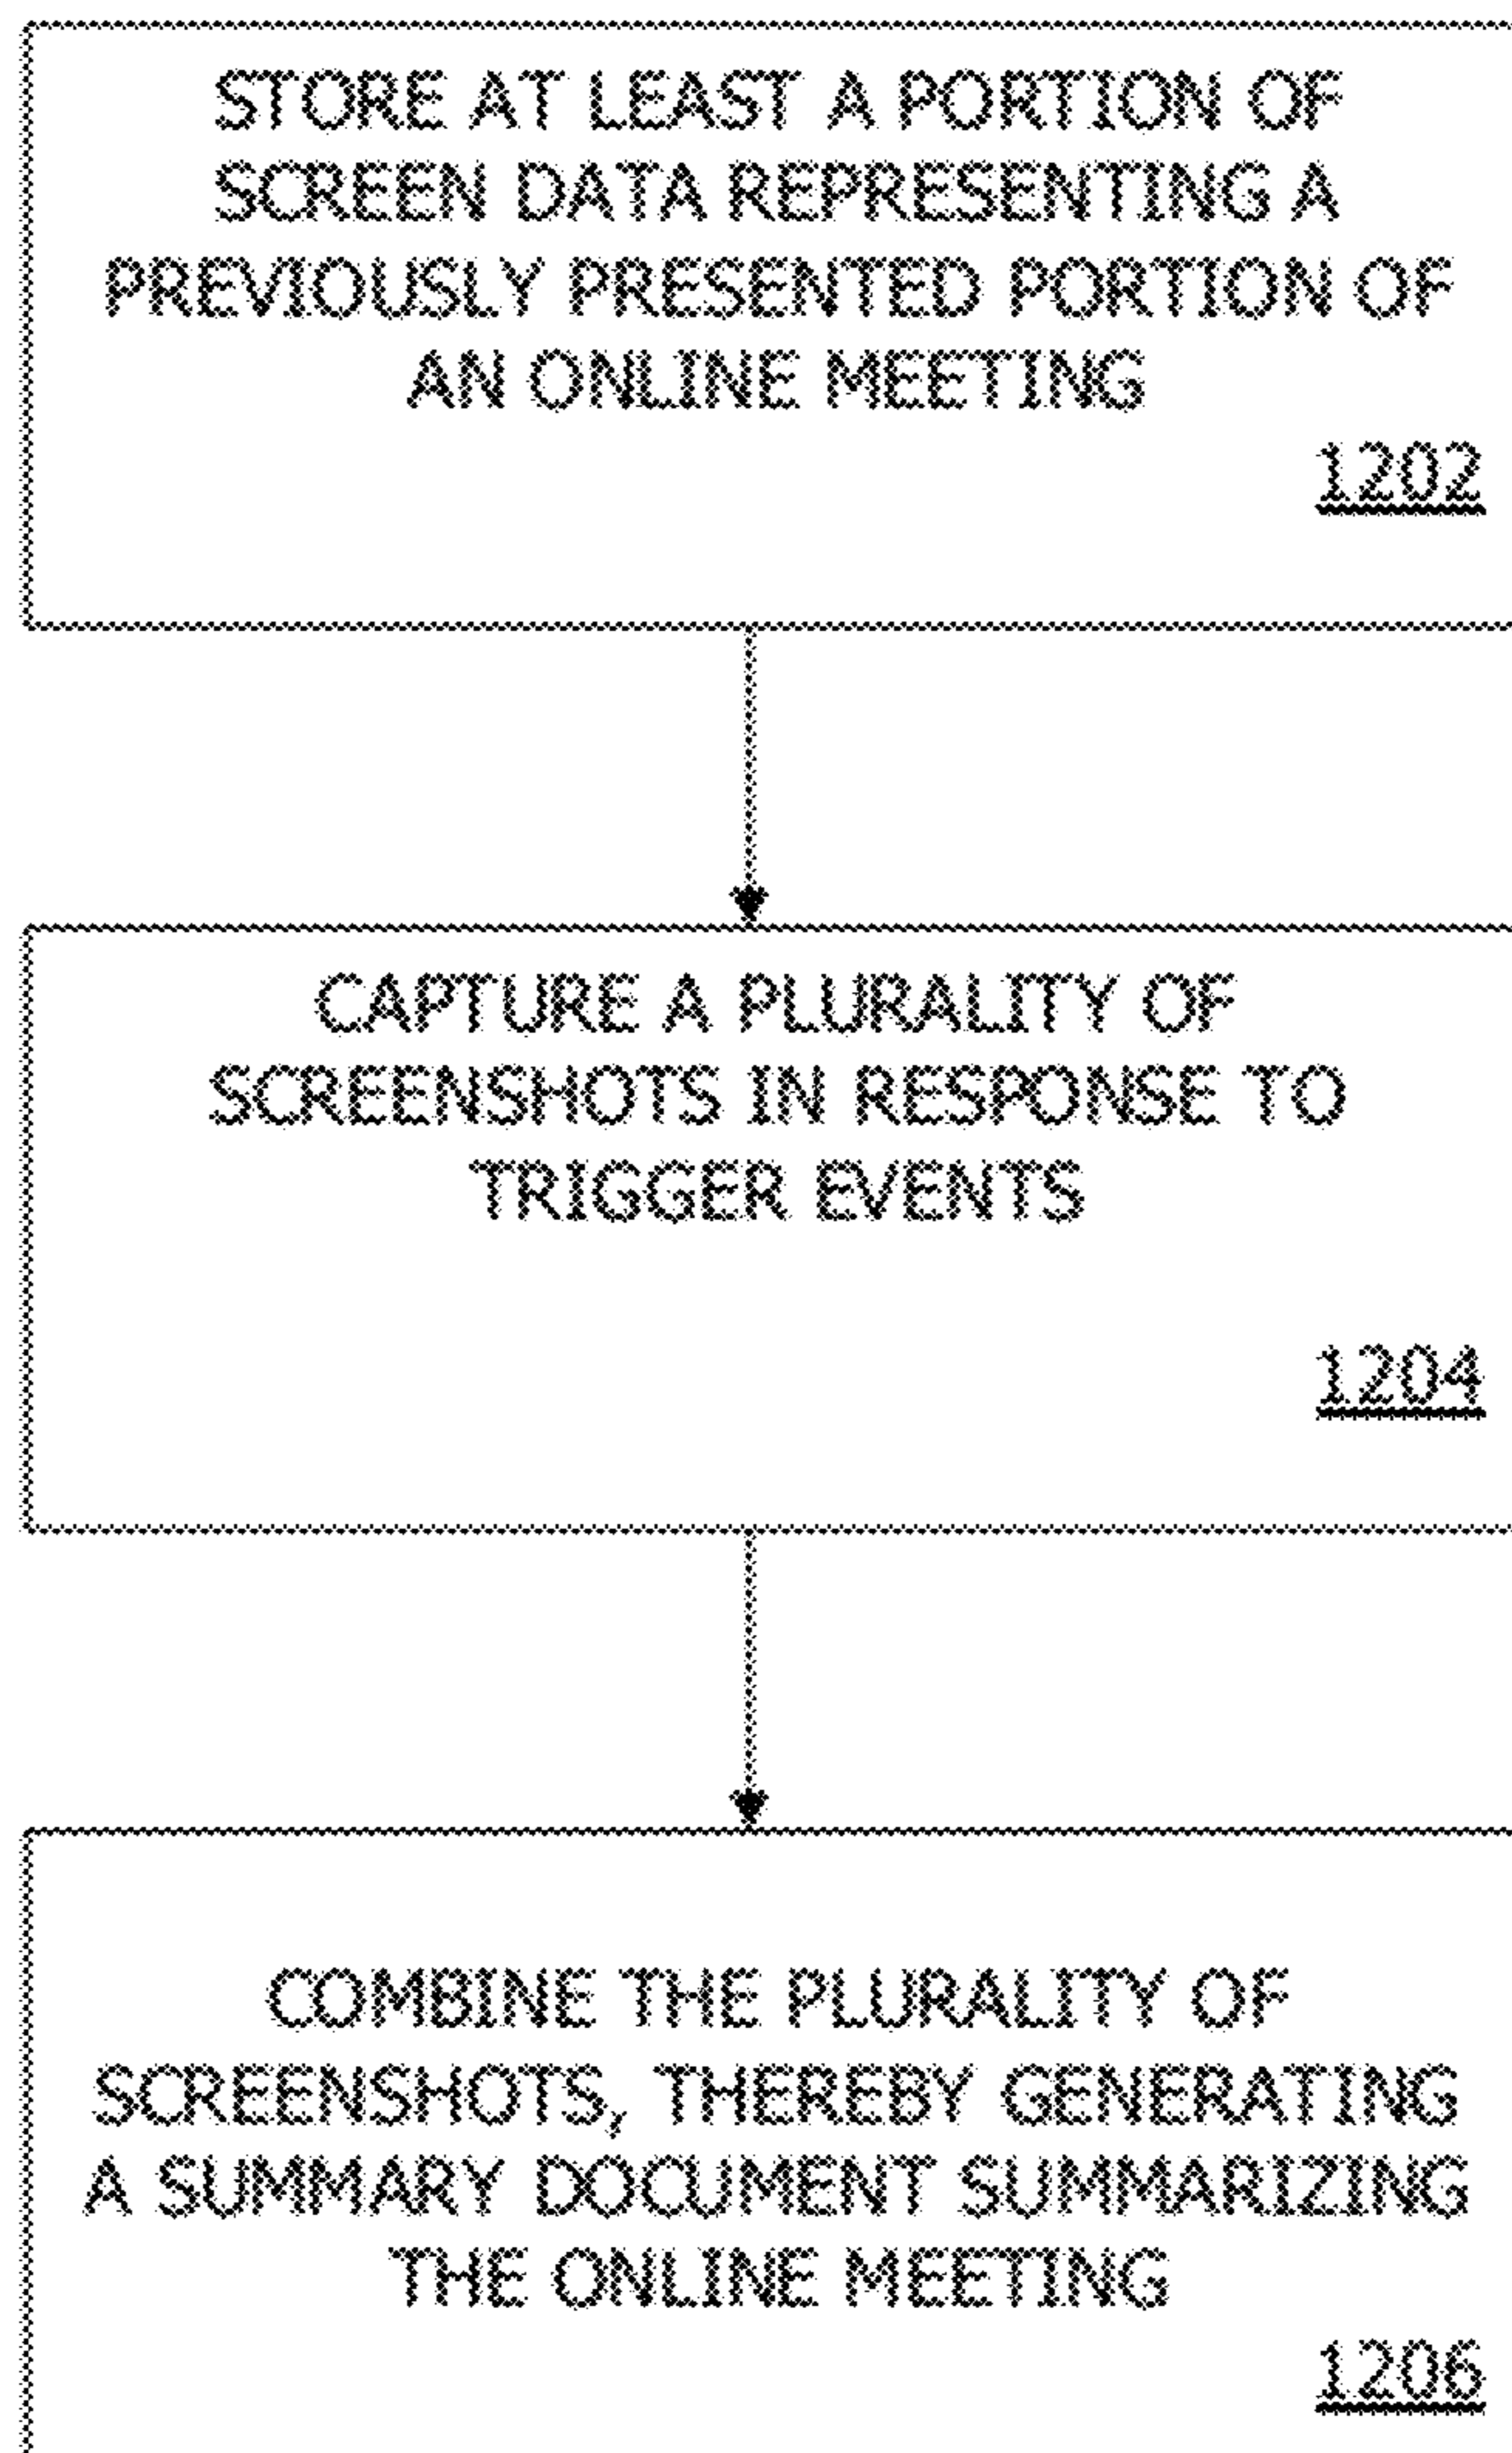 STORE AT LEAST A PORTION OF
SCREEN DATA REPRESENTING A
PREVIOUSLY PRESENTED PORTION OF
AN ONLINE MEETING
1202
CAPTURE A PLURALITY OF
SCREENSHOTS IN RESPONSE TO
TRIGGER EVENTS
1204
COMBINE THE PLURALITY OF
SCREENSHOTS, THEREBY GENERATING
A SUMMARY DOCUMENT SUMMARIZING
THE ONLINE MEETING
1206